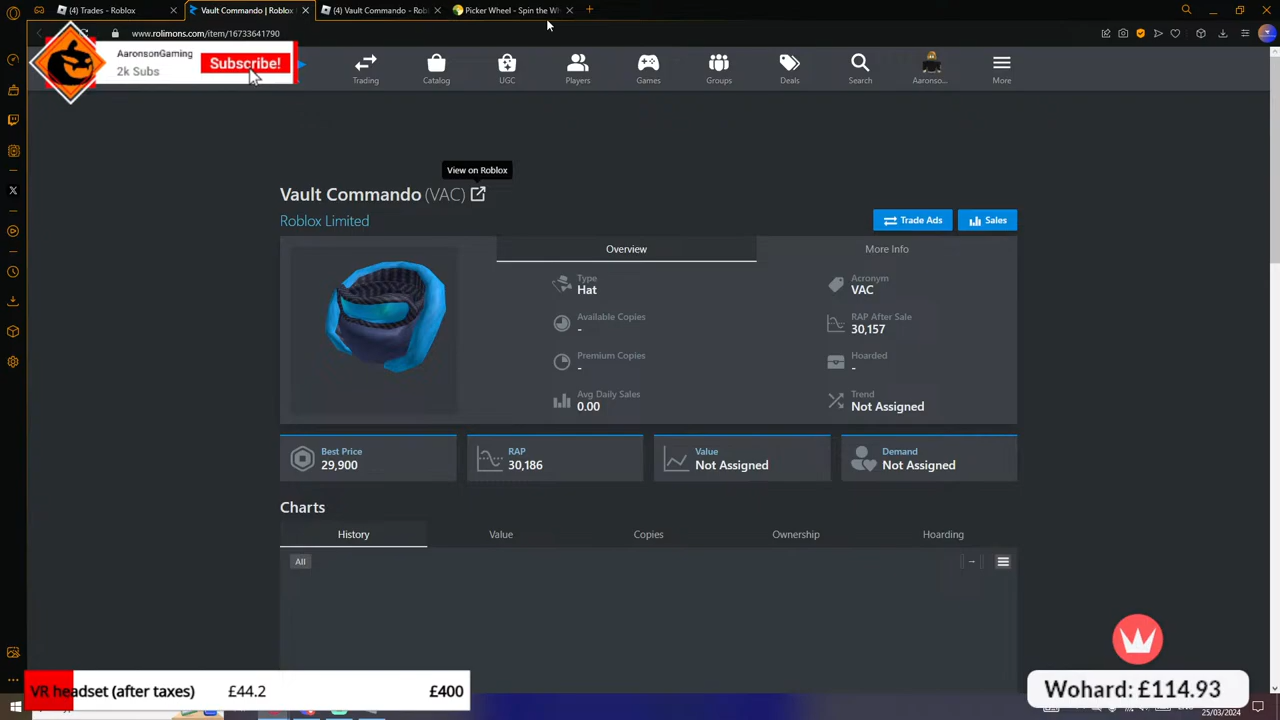 Trades - Roblox
Vault Commando | Roblox
Vault Commando - Rob
Picker Wheel - Spin the Wh
www.rolimons.com/item/16733641790
AaronsonGaming
2k Subs
Subscribe!
Trading
Catalog
UGC
Players
Games
Groups
Deals
Search
Aaronso...
More
View on Roblox
Vault Commando (VAC)
Roblox Limited
Trade Ads
Sales
Overview
More Info
Type
Hat
Acronym
VAC
Available Copies
-
RAP After Sale
30,157
Premium Copies
-
Hoarded
-
Avg Daily Sales
0.00
Trend
Not Assigned
Best Price
29,900
RAP
30,186
Value
Not Assigned
Demand
Not Assigned
Charts
History
Value
Copies
Ownership
Hoarding
All
VR headset (after taxes) £44.2 £400
Wohard: £114.93
25/03/2024